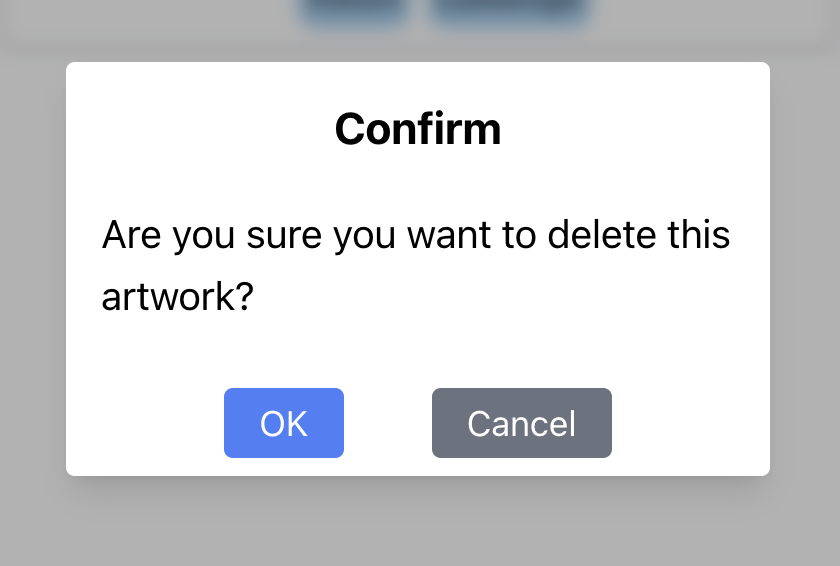 Confirm
Are you sure you want to delete this
artwork?
OK
Cancel